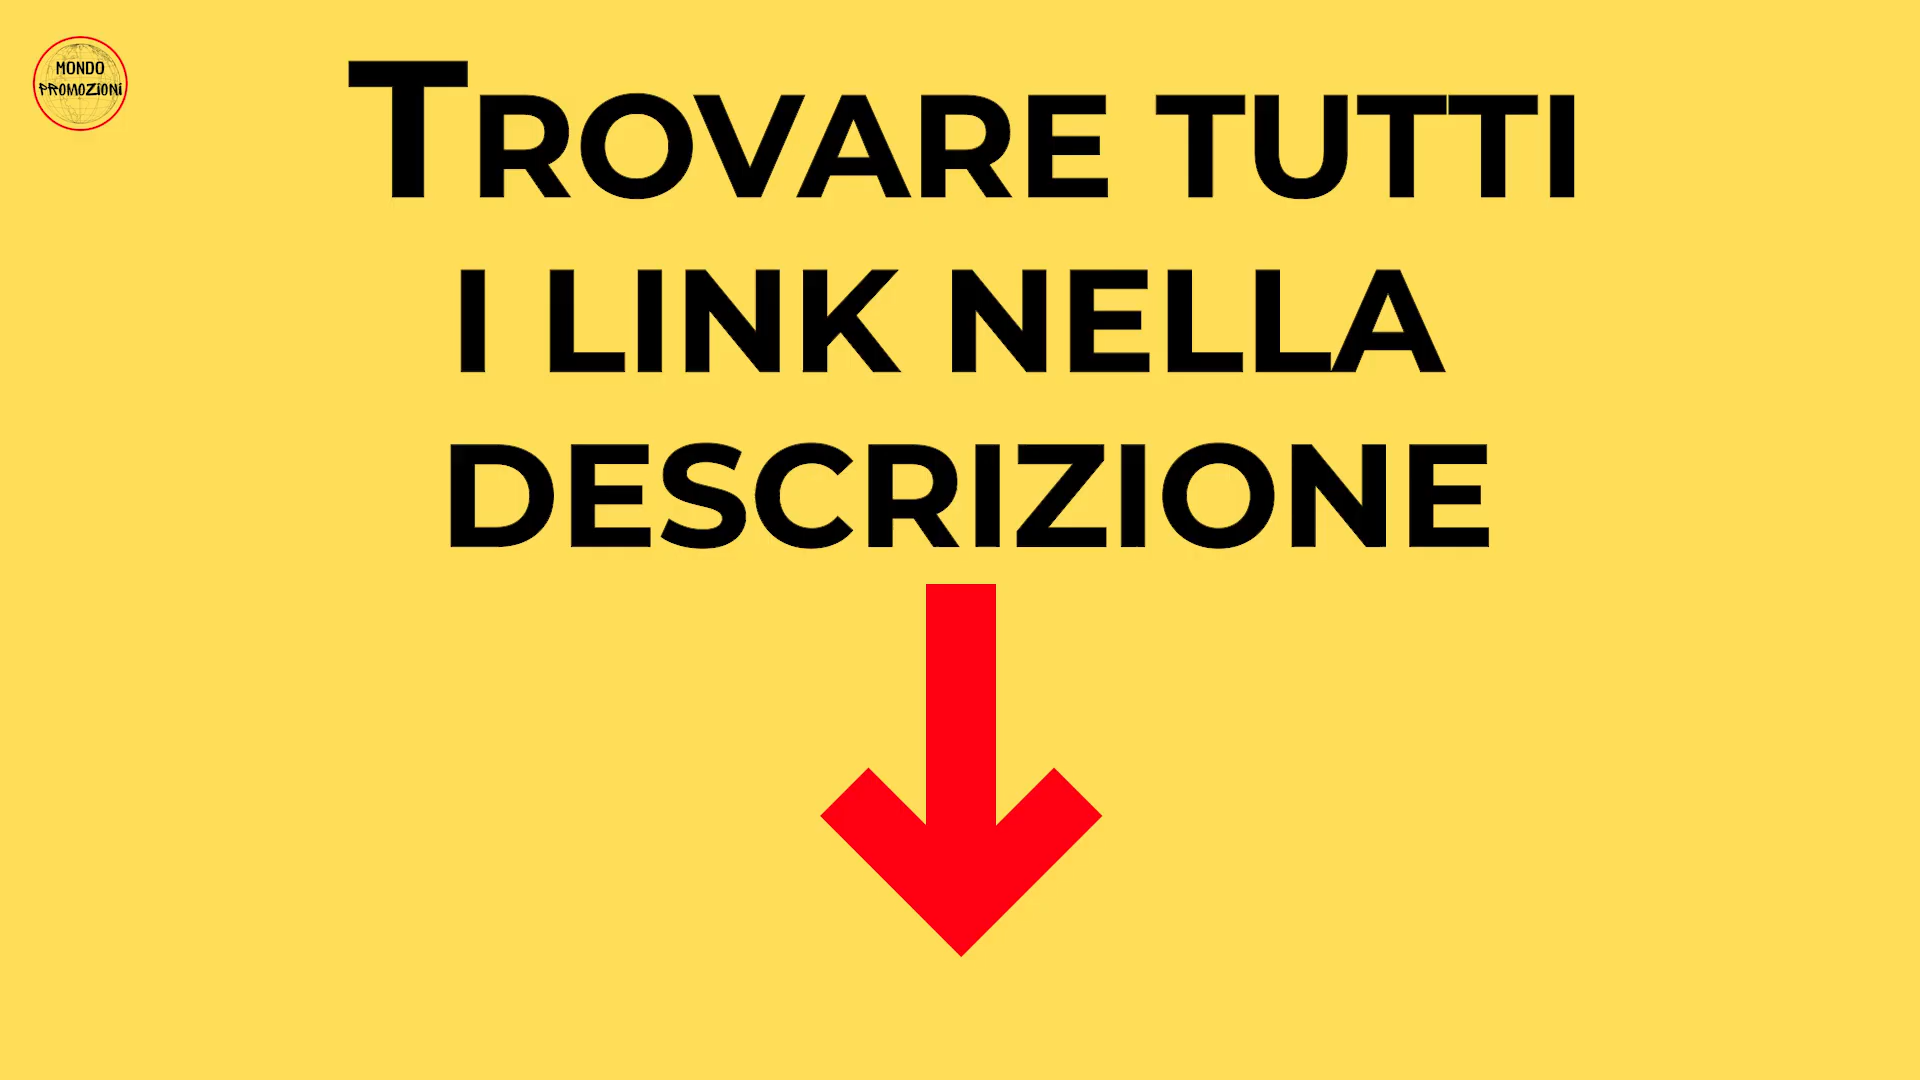 MONDO
PROMOZIONI
TROVARE TUTTI
I LINK NELLA
DESCRIZIONE